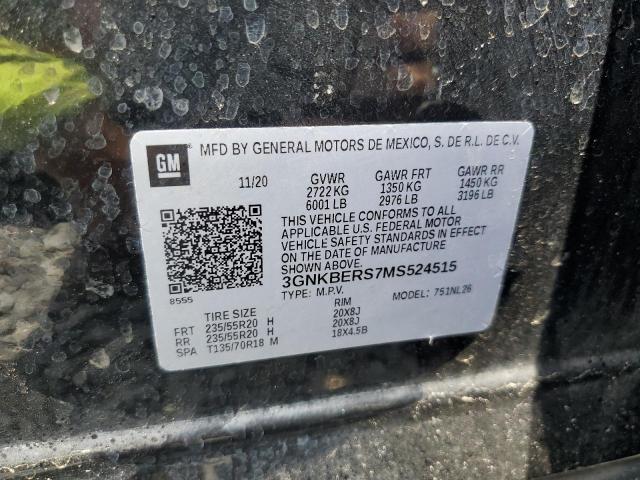 GM
MFD BY GENERAL MOTORS DE MEXICO, S. DE R.L. DE C.V.
11/20 GVWR GAWR FRT GAWR RR
2722 KG 1350 KG 1450 KG
6001 LB 2976 LB 3196 LB
THIS VEHICLE CONFORMS TO ALL
APPLICABLE U.S. FEDERAL MOTOR
VEHICLE SAFETY STANDARDS IN EFFECT
ON THE DATE OF MANUFACTURE
SHOWN ABOVE.
3GNKBERS7MS524515
8555
TYPE: M.P.V. MODEL: 751NL26
TIRE SIZE RIM
FRT 235/55R20 H 20X8J
RR 235/55R20 H 20X8J
SPA T135/70R18 M 18X4.5B